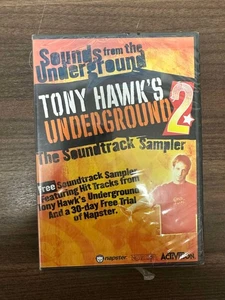 Sounds from the
Underground
TONY HAWK'S
UNDERGROUND 2
The Soundtrack Sampler
Free Soundtrack Sampler
Featuring Hit Tracks from
Tony Hawk's Underground
And a 30-day Free Trial
of Napster.
napster
ACTIVISION